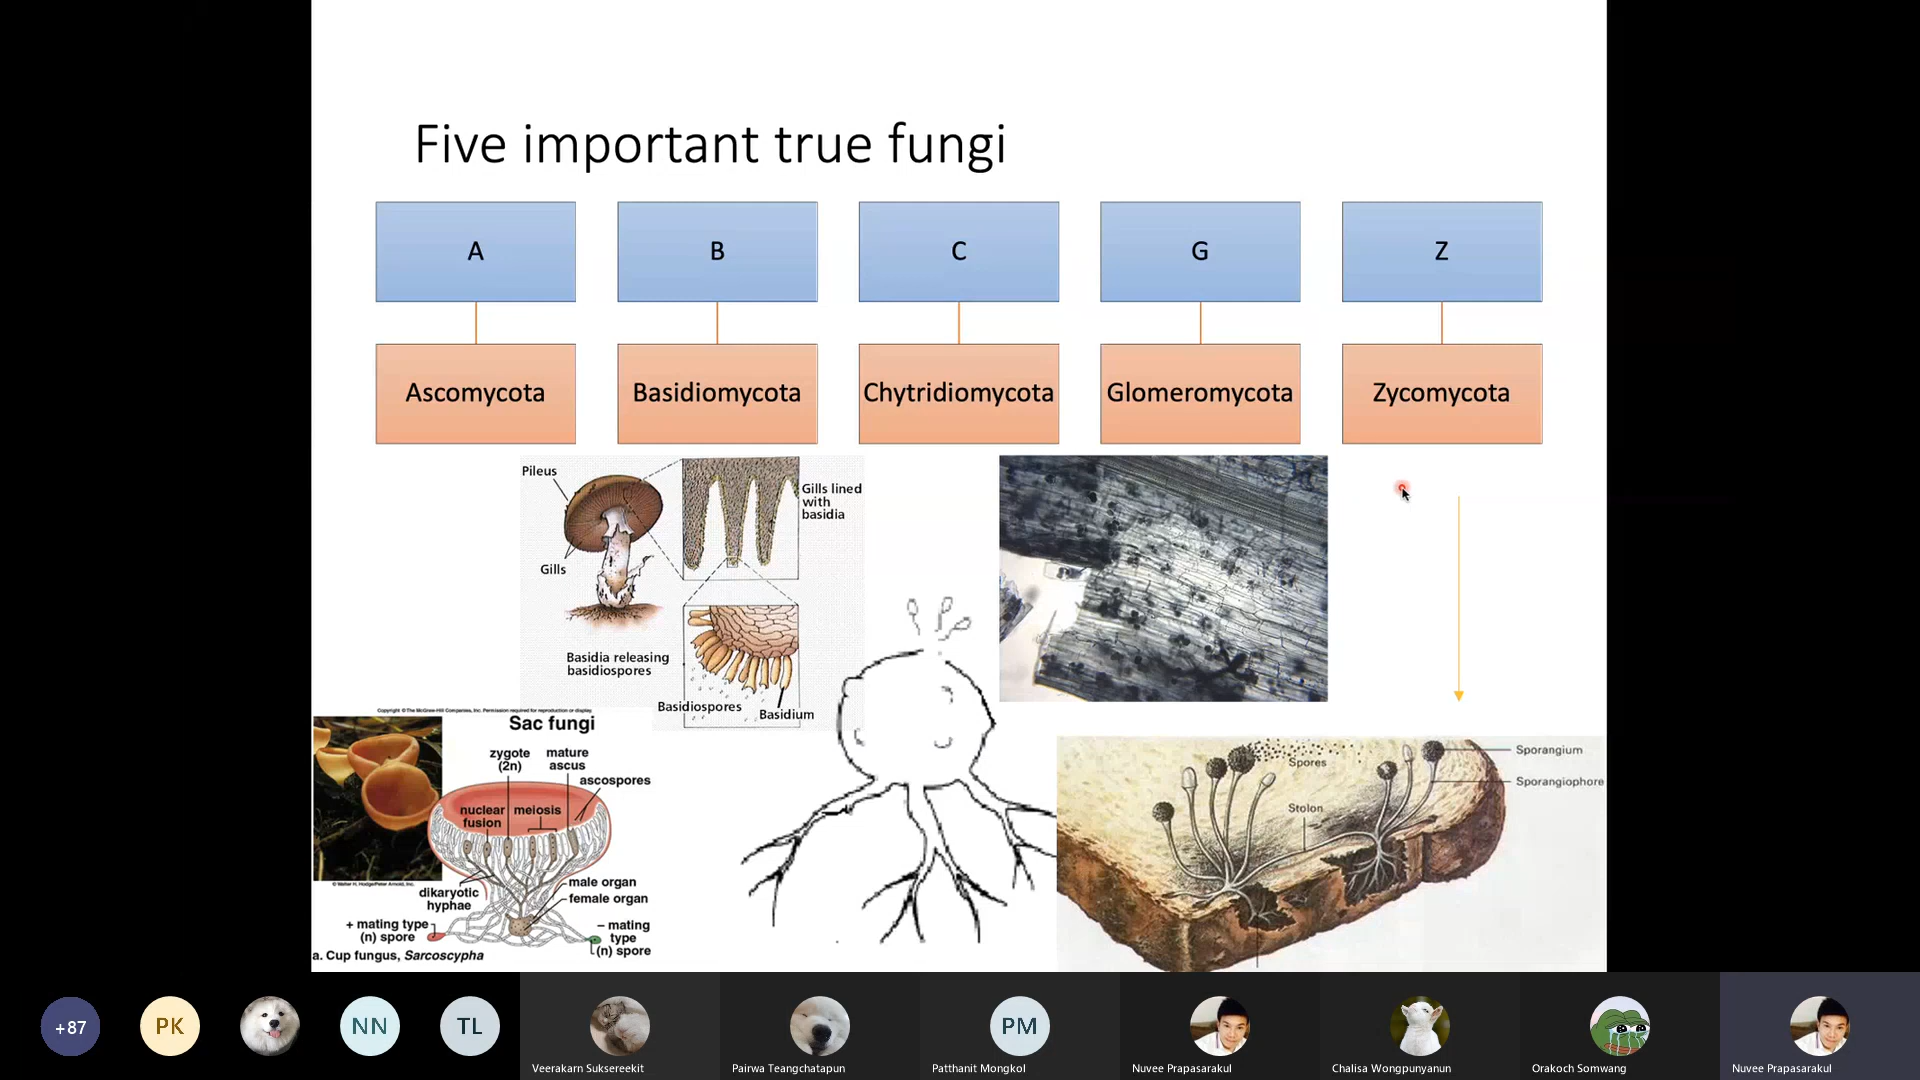 Five important true fungi
A
B
C
G
Z
Ascomycota
Basidiomycota
Chytridiomycota
Glomeromycota
Zycomycota
Pileus
Gills
Gills lined
with
basidia
Basidia releasing
basidiospores
Basidiospores
Basidium
Copyright © The McGraw-Hill Companies, Inc. Permission required for reproduction or display.
Sac fungi
zygote
(2n)
mature
ascus
ascospores
nuclear
fusion
meiosis
© Walter H. Hodge/Peter Arnold, Inc.
dikaryotic
hyphae
male organ
female organ
+ mating type
(n) spore
– mating
type
(n) spore
a. Cup fungus, Sarcoscypha
Spores
Stolon
Sporangium
Sporangiophore
+87
PK
NN
TL
PM
Veerakarn Suksereekit
Pairwa Teangchatapun
Patthanit Mongkol
Nuvee Prapasarakul
Chalisa Wongpunyanun
Orakoch Somwang
Nuvee Prapasarakul